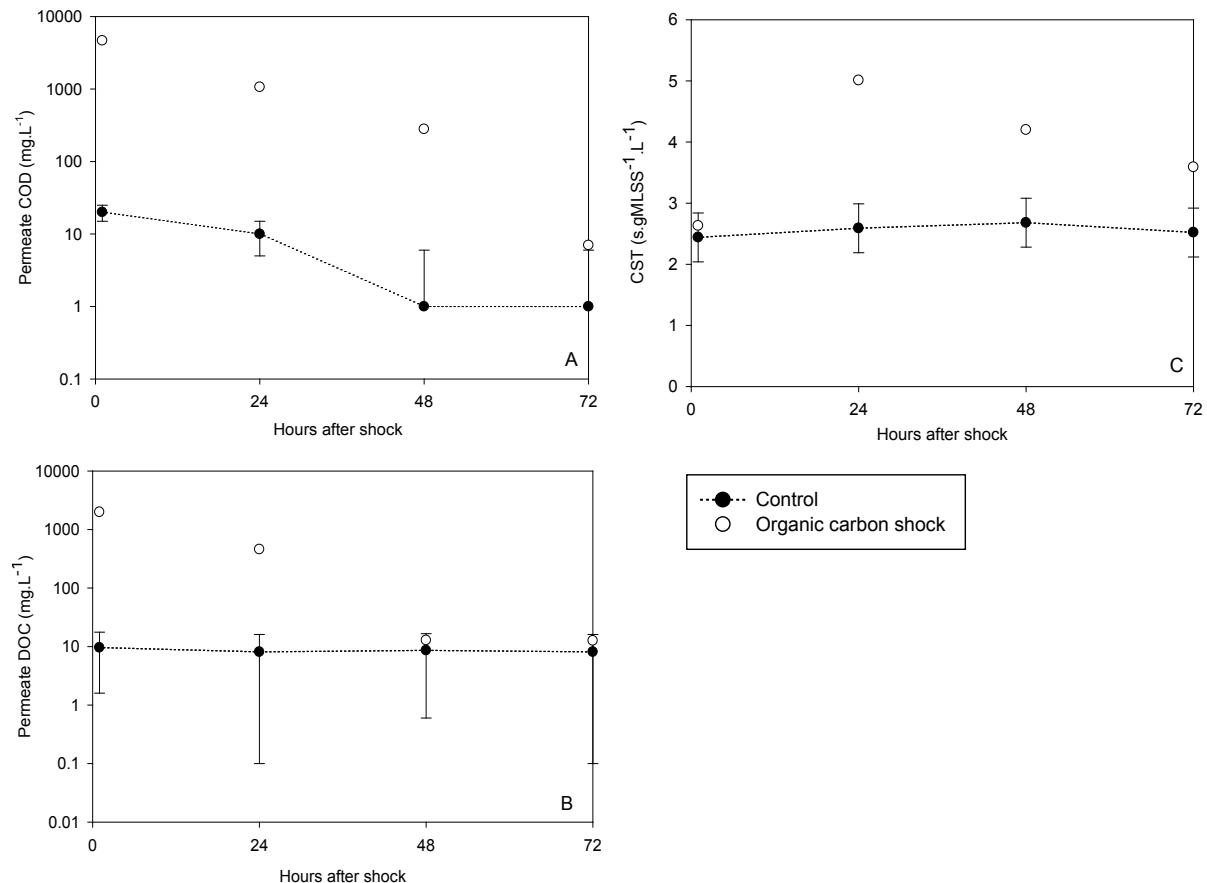 10000
1000
100
10
1
0.1
Permeate COD (mg.L⁻¹)
A
0 24 48 72
Hours after shock
6
5
4
3
2
1
0
CST (s.gMLSS⁻¹.L⁻¹)
C
0 24 48 72
Hours after shock
10000
1000
100
10
1
0.1
0.01
Permeate DOC (mg.L⁻¹)
B
0 24 48 72
Hours after shock
Control
Organic carbon shock